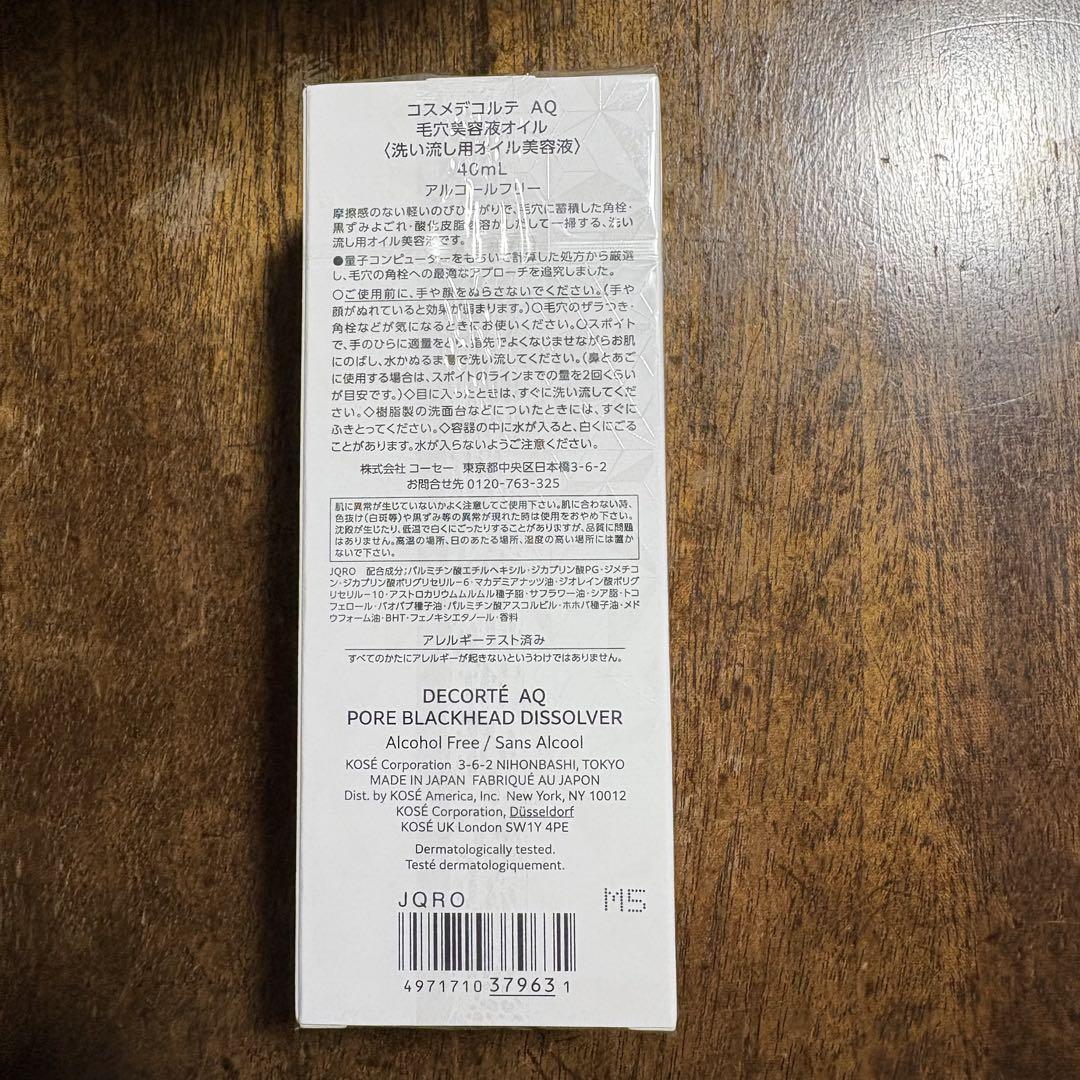 コスメデコルテ AQ
毛穴美容液オイル
〈洗い流し用オイル美容液〉
40mL
アルコールフリー
摩擦感のない軽いのびひろがりで、毛穴に蓄積した角栓・
黒ずみよごれ・酸化皮脂を溶かしだして一掃する、洗い
流し用オイル美容液です。
●量子コンピューターをもちいて計算した処方から厳選
し、毛穴の角栓への最適なアプローチを追究しました。
○ご使用前に、手や顔をぬらさないでください。(手や
顔がぬれていると効果が弱まります。)○毛穴のザラつき・
角栓などが気になるときにお使いください。○スポイト
で、手のひらに適量をとり、指先でよくなじませながらお肌
にのばし、水かぬるま湯で洗い流してください。(鼻とあご
に使用する場合は、スポイトのラインまでの量を2回くらい
が目安です。)◇目に入ったときは、すぐに洗い流してくだ
さい。◇樹脂製の洗面台などについたときには、すぐに
ふきとってください。◇容器の中に水が入ると、白くにごる
ことがあります。水が入らないようご注意ください。
株式会社 コーセー 東京都中央区日本橋3-6-2
お問合せ先 0120-763-325
肌に異常が生じていないかよく注意してご使用下さい。肌に合わない時、
色抜け(白斑等)や黒ずみ等の異常が現れた時は使用をおやめ下さい。
沈殿が生じたり、低温で白くにごったりすることがありますが、品質に問題
はありません。高温の場所、日のあたる場所、湿度の高い場所には置か
ないで下さい。
JQRO 配合成分;パルミチン酸エチルヘキシル・ジカプリン酸PG・ジメチコ
ン・ジカプリン酸ポリグリセリル-6・マカデミアナッツ油・ジオレイン酸ポリグ
リセリル-10・アストロカリウムムルムル種子脂・サフラワー油・シア脂・トコ
フェロール・バオバブ種子油・パルミチン酸アスコルビル・ホホバ種子油・メド
ウフォーム油・BHT・フェノキシエタノール・香料
アレルギーテスト済み
すべてのかたにアレルギーが起きないというわけではありません。
DECORTÉ AQ
PORE BLACKHEAD DISSOLVER
Alcohol Free / Sans Alcool
KOSÉ Corporation 3-6-2 NIHONBASHI, TOKYO
MADE IN JAPAN FABRIQUÉ AU JAPON
Dist. by KOSÉ America, Inc. New York, NY 10012
KOSÉ Corporation, Düsseldorf
KOSÉ UK London SW1Y 4PE
Dermatologically tested.
Testé dermatologiquement.
JQRO
M5
4971710 37963 1